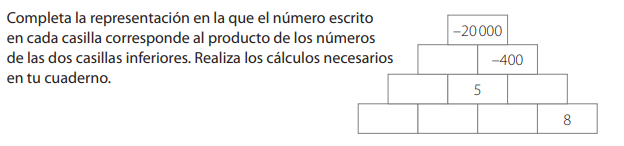 Completa la representación en la que el número escrito
en cada casilla corresponde al producto de los números
de las dos casillas inferiores. Realiza los cálculos necesarios
en tu cuaderno.
–20 000
–400
5
8